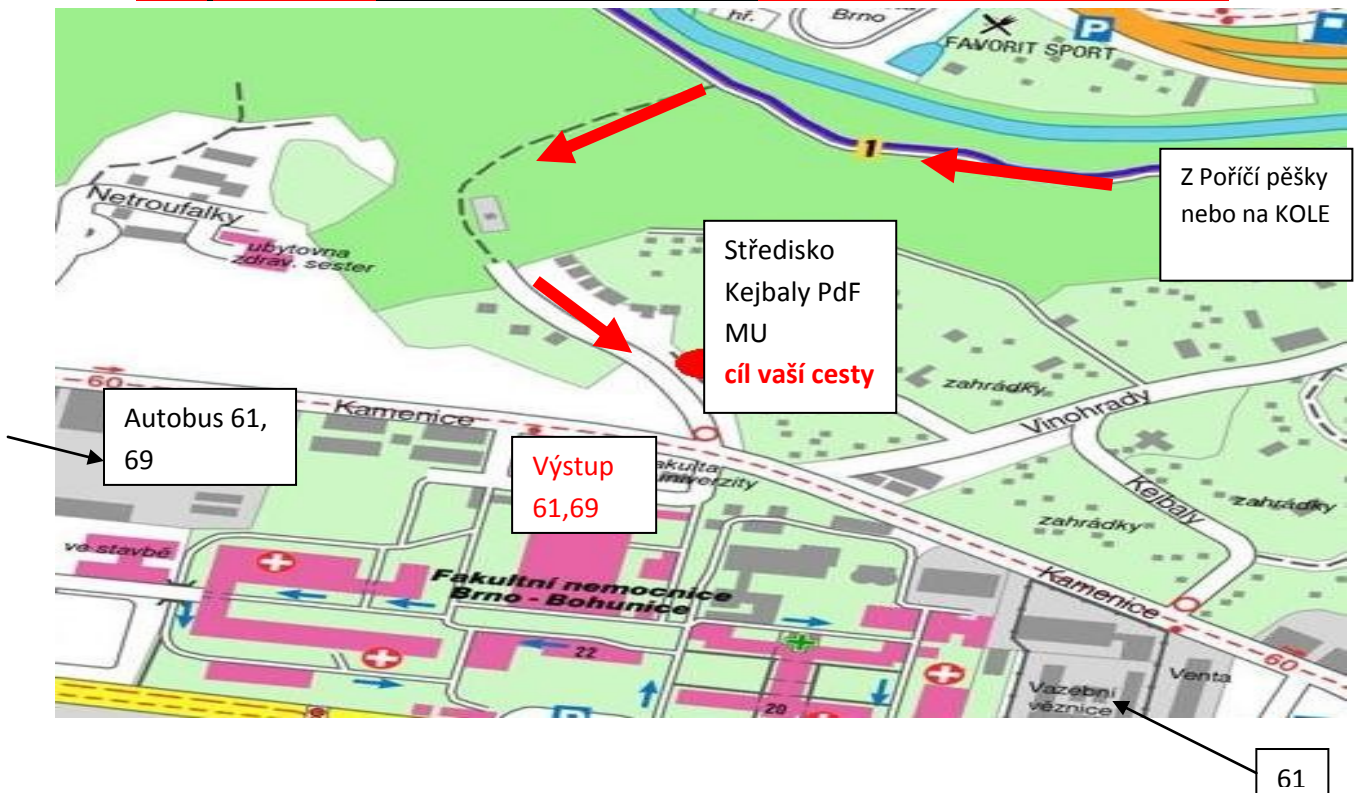 hř.
Brno
P
FAVORIT SPORT
1
Z Poříčí pěšky
nebo na KOLE
Netroufalky
ubytovna
zdrav. sester
Středisko
Kejbaly PdF
MU
cíl vaší cesty
60
Kamenice
zahrádky
Vinohrady
Autobus 61,
69
Výstup
61,69
akulta
univerzity
Kejbaly
zahrádky
zahrádky
ve stavbě
Fakultní nemocnice
Brno - Bohunice
Kamenice
22
60
Venta
Vazební
věznice
20
P
61